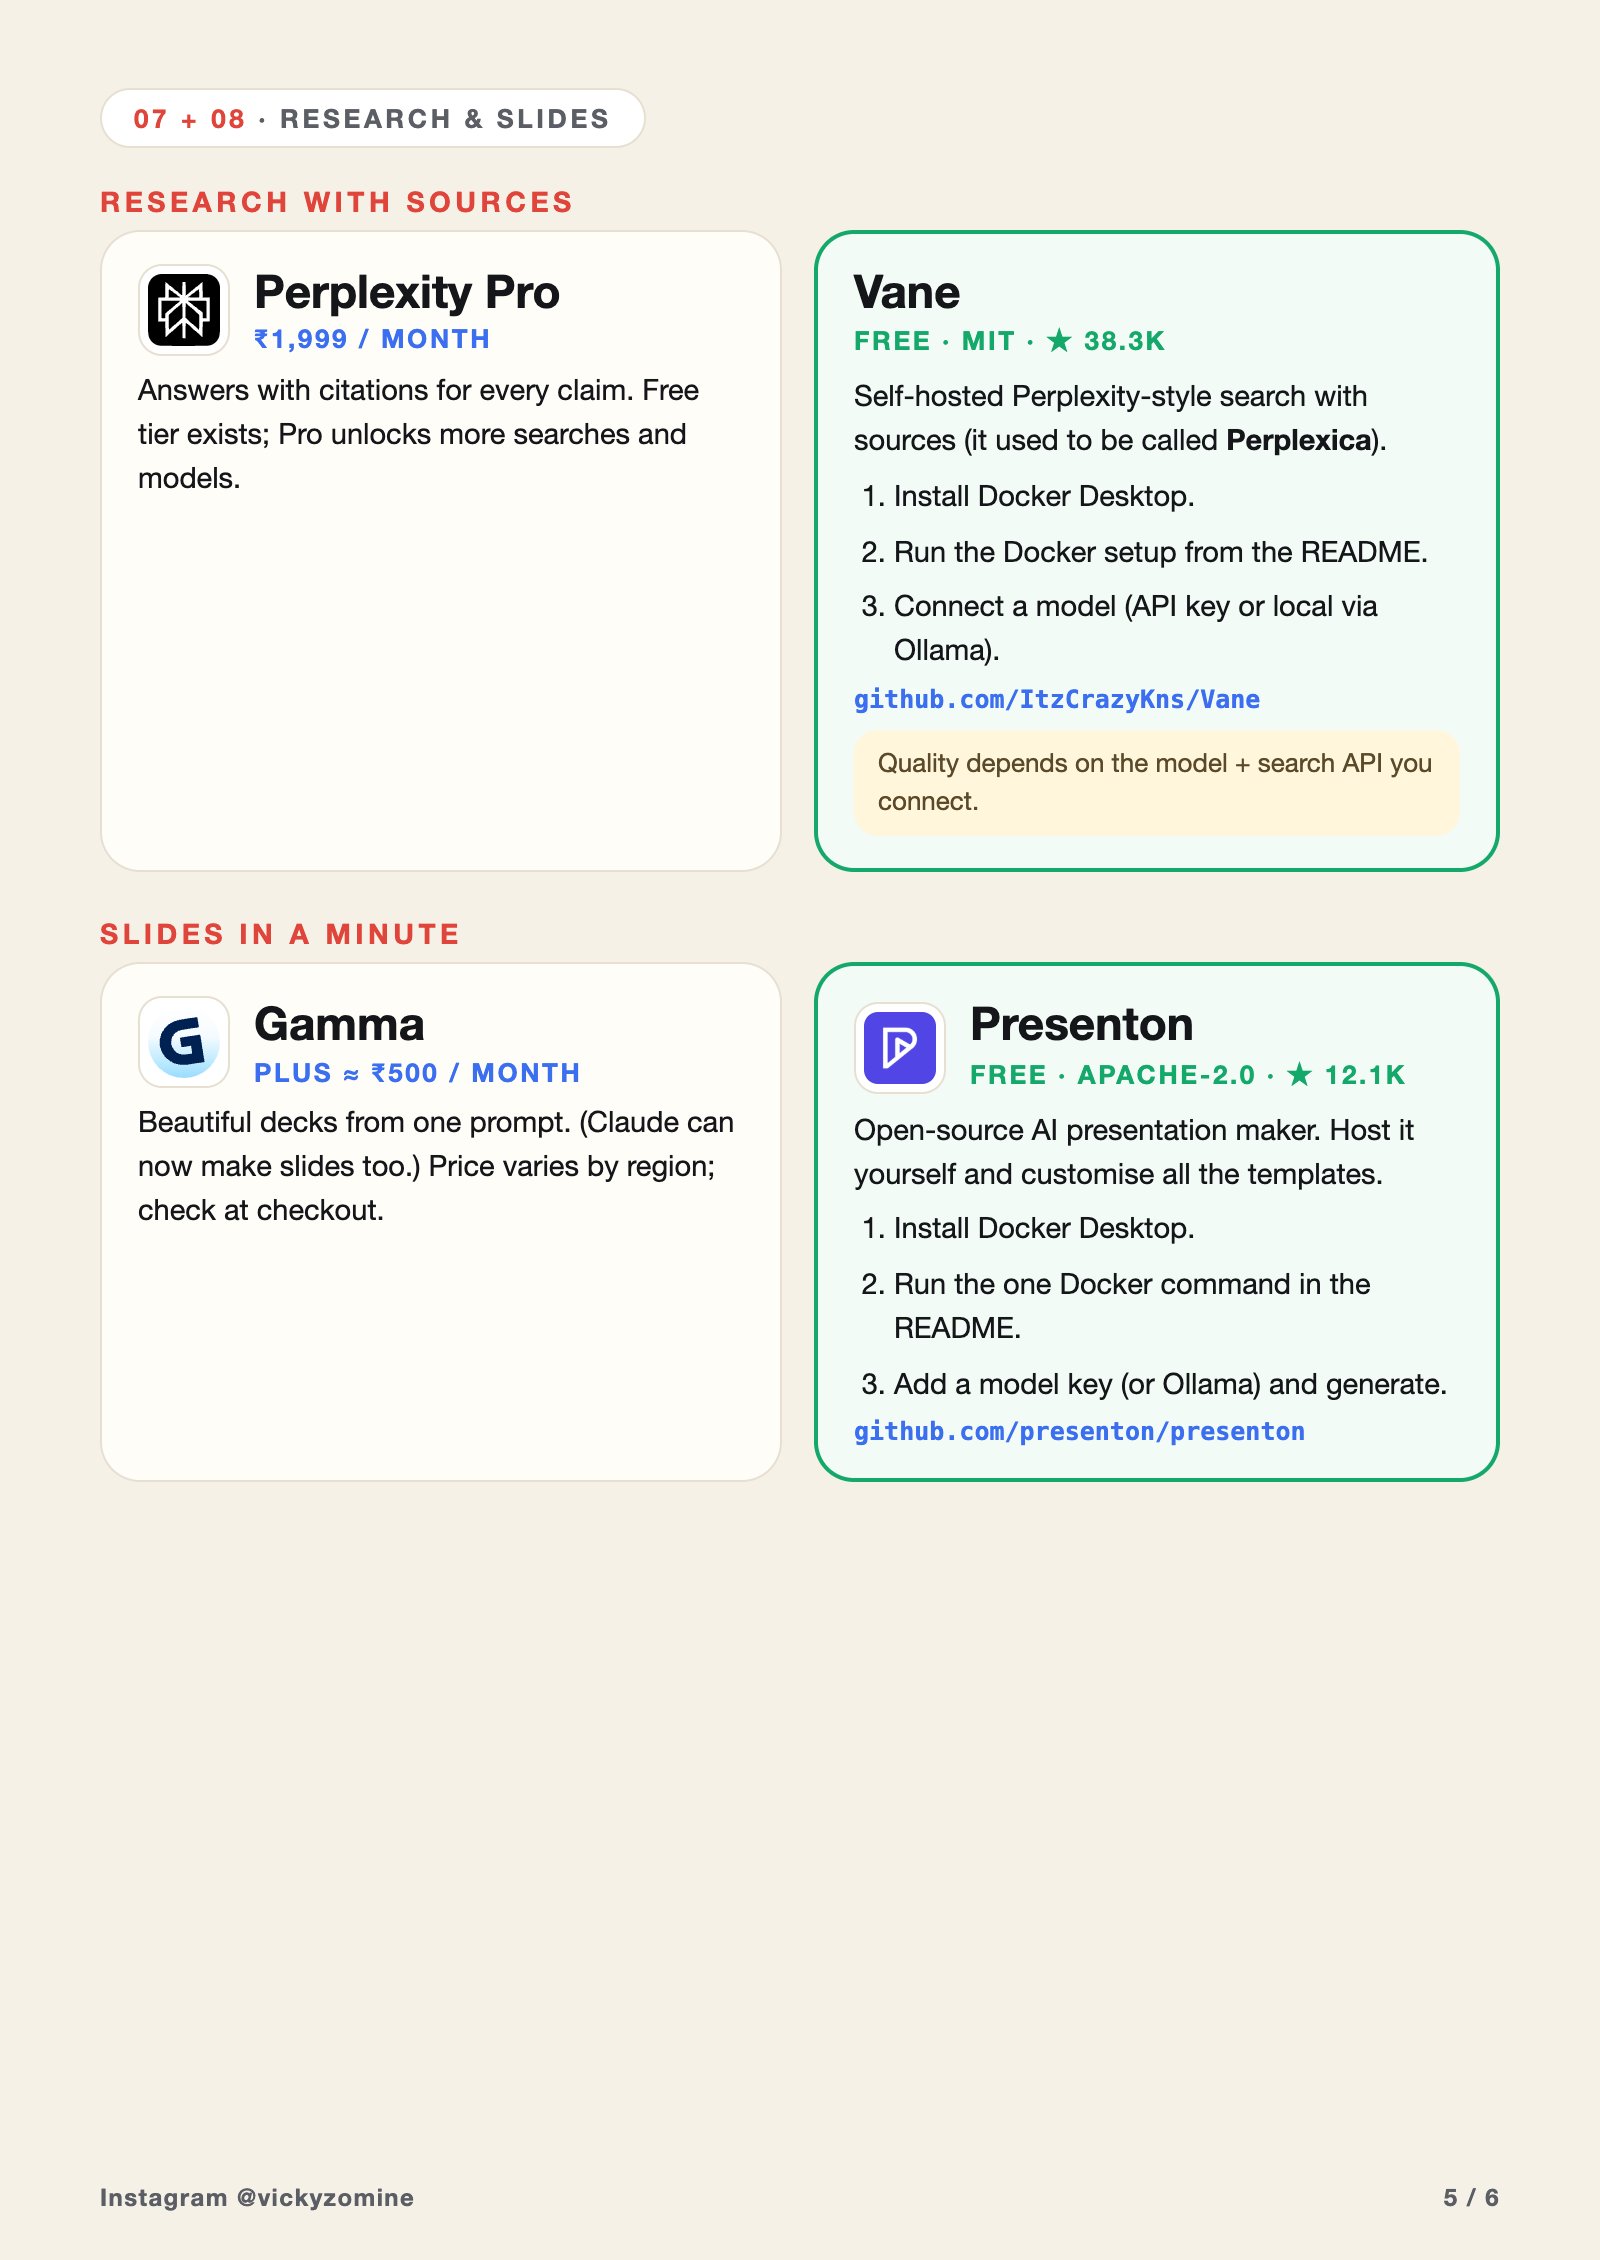 07 + 08 · RESEARCH & SLIDES
RESEARCH WITH SOURCES
Perplexity Pro
₹1,999 / MONTH
Answers with citations for every claim. Free
tier exists; Pro unlocks more searches and
models.
Vane
FREE · MIT · ★ 38.3K
Self-hosted Perplexity-style search with
sources (it used to be called Perplexica).
1. Install Docker Desktop.
2. Run the Docker setup from the README.
3. Connect a model (API key or local via
Ollama).
github.com/ItzCrazyKns/Vane
Quality depends on the model + search API you
connect.
SLIDES IN A MINUTE
Gamma
PLUS ≈ ₹500 / MONTH
Beautiful decks from one prompt. (Claude can
now make slides too.) Price varies by region;
check at checkout.
Presenton
FREE · APACHE-2.0 · ★ 12.1K
Open-source AI presentation maker. Host it
yourself and customise all the templates.
1. Install Docker Desktop.
2. Run the one Docker command in the
README.
3. Add a model key (or Ollama) and generate.
github.com/presenton/presenton
Instagram @vickyzomine
5 / 6